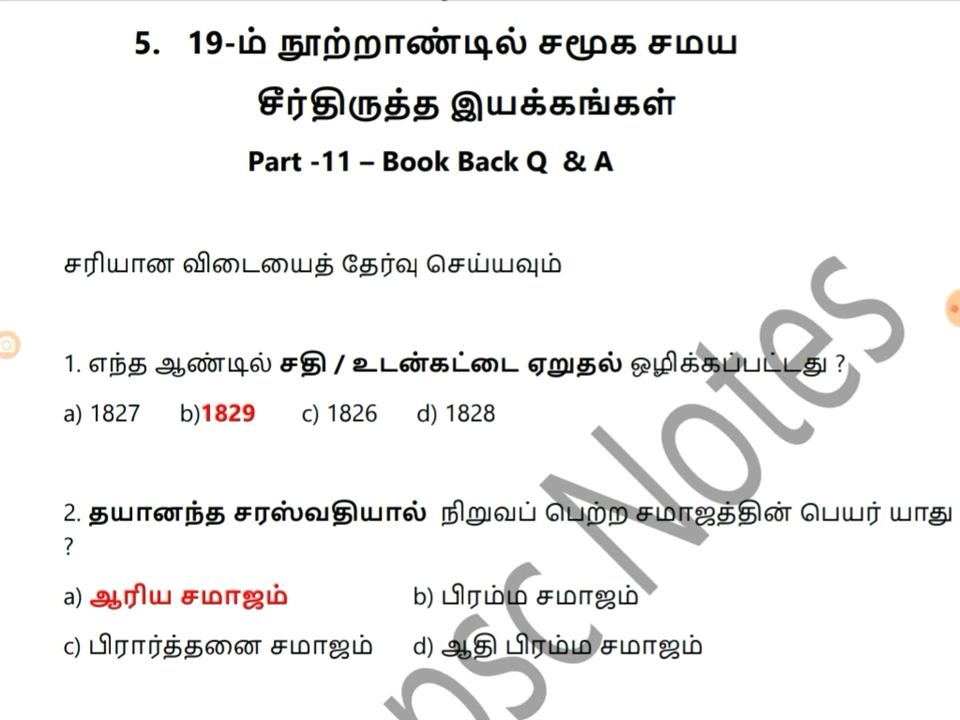 5. 19-ம் நூற்றாண்டில் சமூக சமய
சீர்திருத்த இயக்கங்கள்
Part -11 – Book Back Q & A
சரியான விடையைத் தேர்வு செய்யவும்
1. எந்த ஆண்டில் சதி / உடன்கட்டை ஏறுதல் ஒழிக்கப்பட்டது ?
a) 1827 b)1829 c) 1826 d) 1828
2. தயானந்த சரஸ்வதியால் நிறுவப் பெற்ற சமாஜத்தின் பெயர் யாது
?
a) ஆரிய சமாஜம் b) பிரம்ம சமாஜம்
c) பிரார்த்தனை சமாஜம் d) ஆதி பிரம்ம சமாஜம்
psc Notes